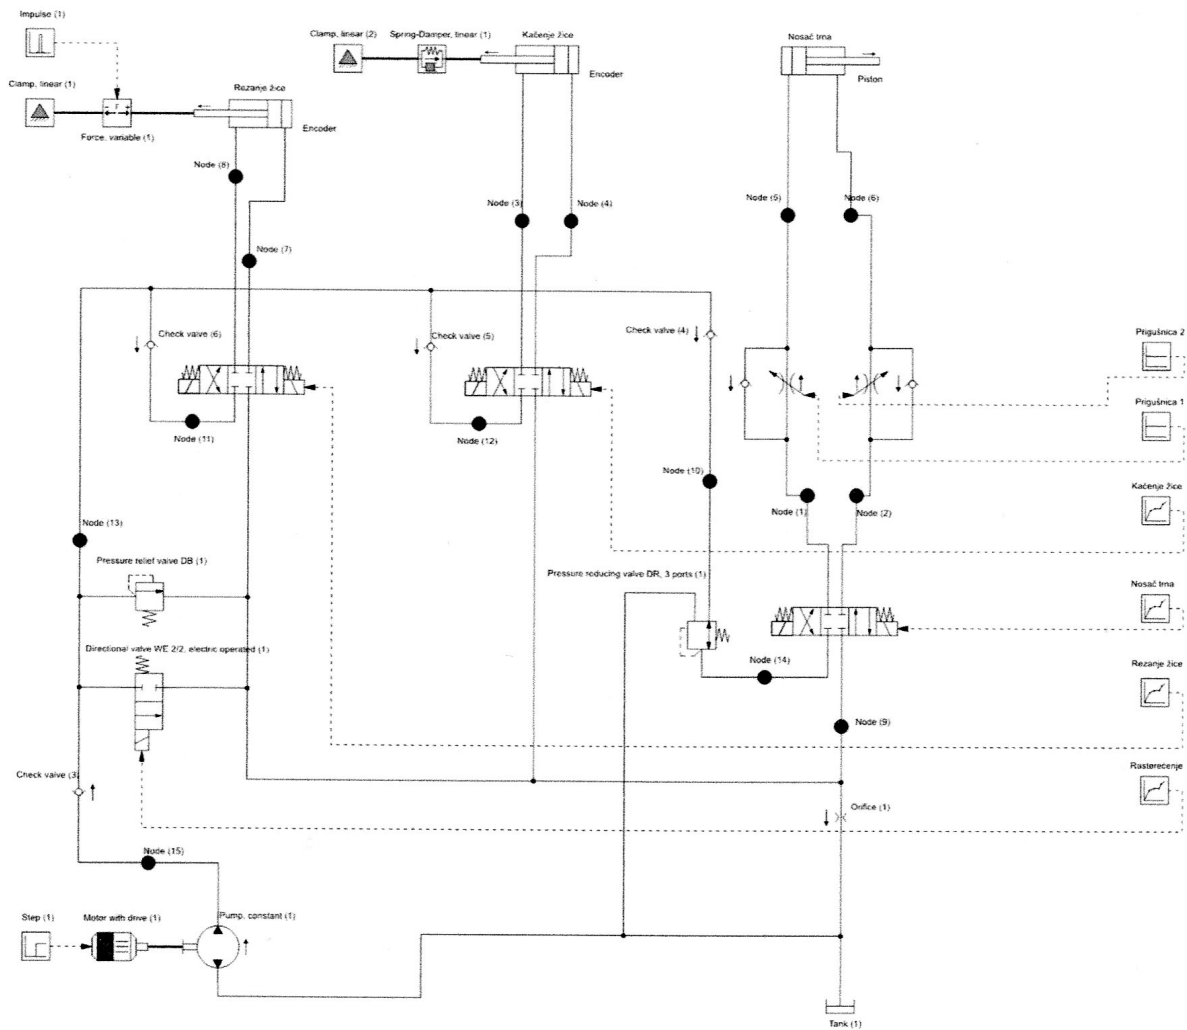 Impulse (1)
Clamp, linear (2)
Spring-Damper, linear (1)
Kačenje žice
Nosač trna
Encoder
Piston
Clamp, linear (1)
Rezanje žice
Encoder
Force, variable (1)
Node (8)
Node (3)
Node (4)
Node (5)
Node (6)
Node (7)
Check valve (6)
Check valve (5)
Check valve (4)
Prigušnica 2
Prigušnica 1
Node (11)
Node (12)
Node (10)
Kačenje žice
Node (1)
Node (2)
Node (13)
Pressure relief valve DB (1)
Pressure reducing valve DR, 3 ports (1)
Nosač trna
Directional valve WE 2/2, electric operated (1)
Node (14)
Rezanje žice
Node (9)
Check valve (3)
Rasterećenje
Orifice (1)
Node (15)
Step (1)
Motor with drive (1)
Pump, constant (1)
Tank (1)